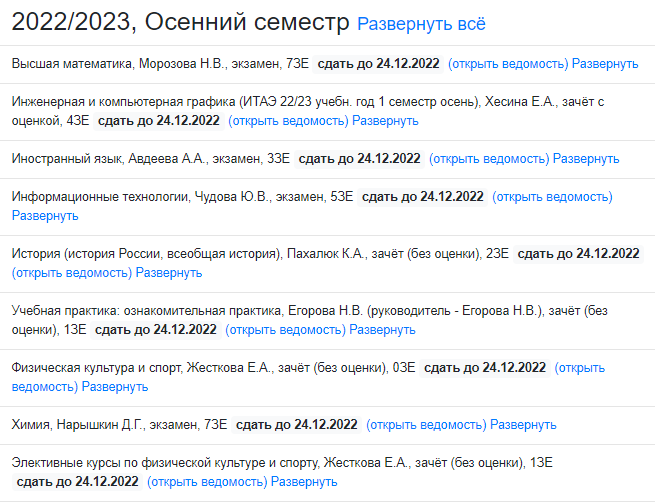 2022/2023, Осенний семестр Развернуть всё
Высшая математика, Морозова Н.В., экзамен, 7ЗЕ сдать до 24.12.2022 (открыть ведомость) Развернуть
Инженерная и компьютерная графика (ИТАЭ 22/23 учебн. год 1 семестр осень), Хесина Е.А., зачёт с
оценкой, 4ЗЕ сдать до 24.12.2022 (открыть ведомость) Развернуть
Иностранный язык, Авдеева А.А., экзамен, 3ЗЕ сдать до 24.12.2022 (открыть ведомость) Развернуть
Информационные технологии, Чудова Ю.В., экзамен, 5ЗЕ сдать до 24.12.2022 (открыть ведомость)
Развернуть
История (история России, всеобщая история), Пахалюк К.А., зачёт (без оценки), 2ЗЕ сдать до 24.12.2022
(открыть ведомость) Развернуть
Учебная практика: ознакомительная практика, Егорова Н.В. (руководитель - Егорова Н.В.), зачёт (без
оценки), 1ЗЕ сдать до 24.12.2022 (открыть ведомость) Развернуть
Физическая культура и спорт, Жесткова Е.А., зачёт (без оценки), 0ЗЕ сдать до 24.12.2022 (открыть
ведомость) Развернуть
Химия, Нарышкин Д.Г., экзамен, 7ЗЕ сдать до 24.12.2022 (открыть ведомость) Развернуть
Элективные курсы по физической культуре и спорту, Жесткова Е.А., зачёт (без оценки), 1ЗЕ
сдать до 24.12.2022 (открыть ведомость) Развернуть